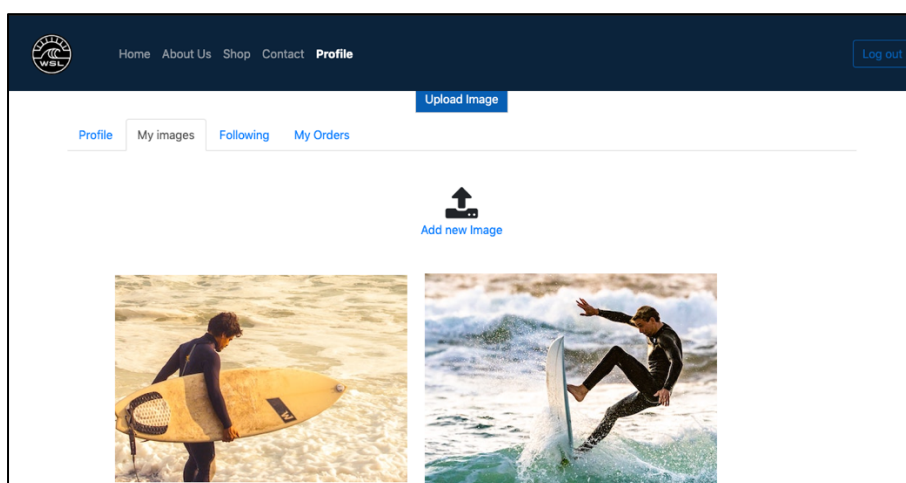 WSL
Home About Us Shop Contact Profile
Log out
Upload Image
Profile My images Following My Orders
Add new Image
W